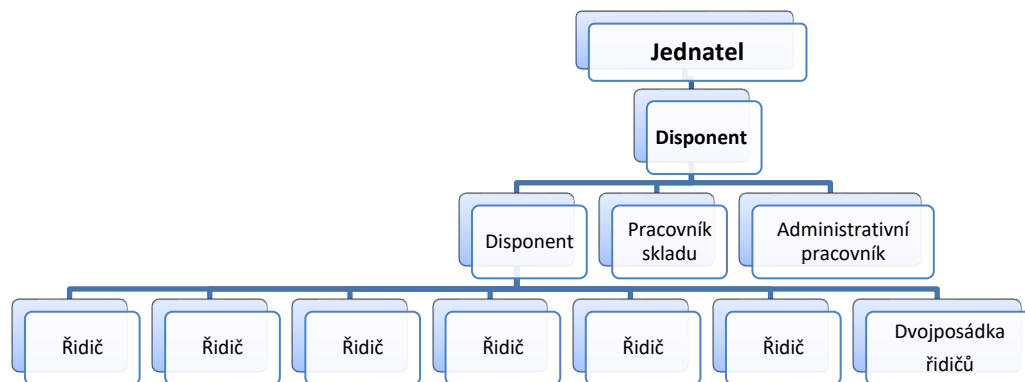 Jednatel
Disponent
Disponent
Pracovník
skladu
Administrativní
pracovník
Řidič
Řidič
Řidič
Řidič
Řidič
Řidič
Dvojposádka
řidičů